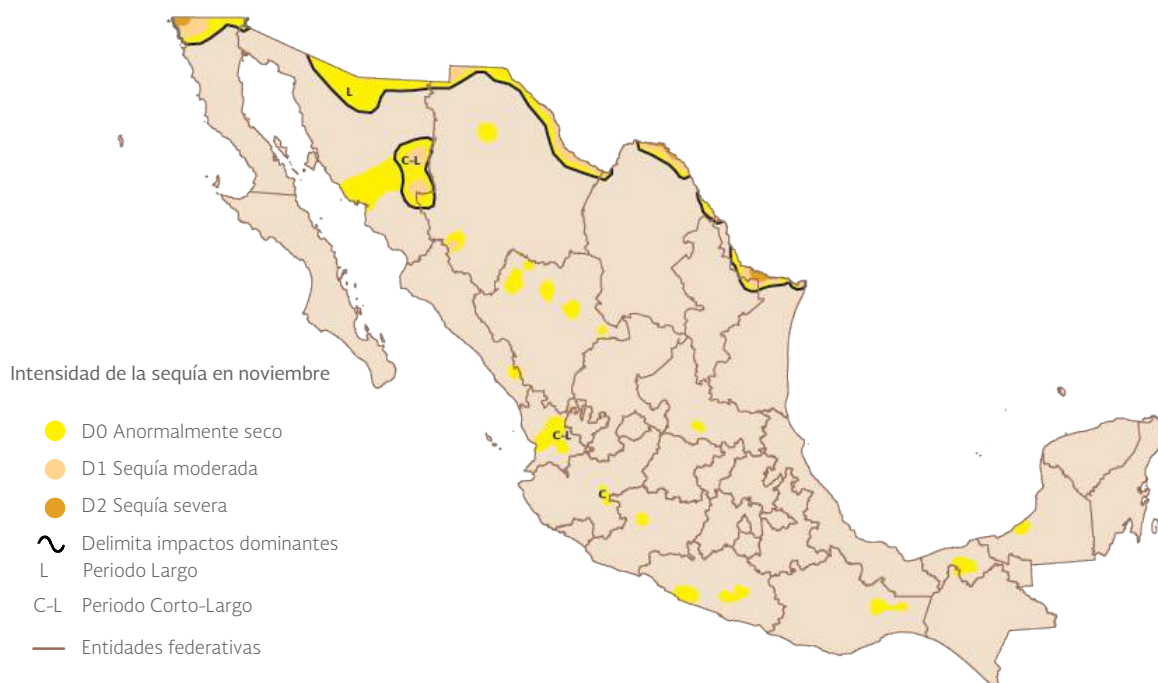 L
C-L
Intensidad de la sequía en noviembre
D0 Anormalmente seco
C-L
D1 Sequía moderada
C
D2 Sequía severa
Delimita impactos dominantes
L Periodo Largo
C-L Periodo Corto-Largo
Entidades federativas